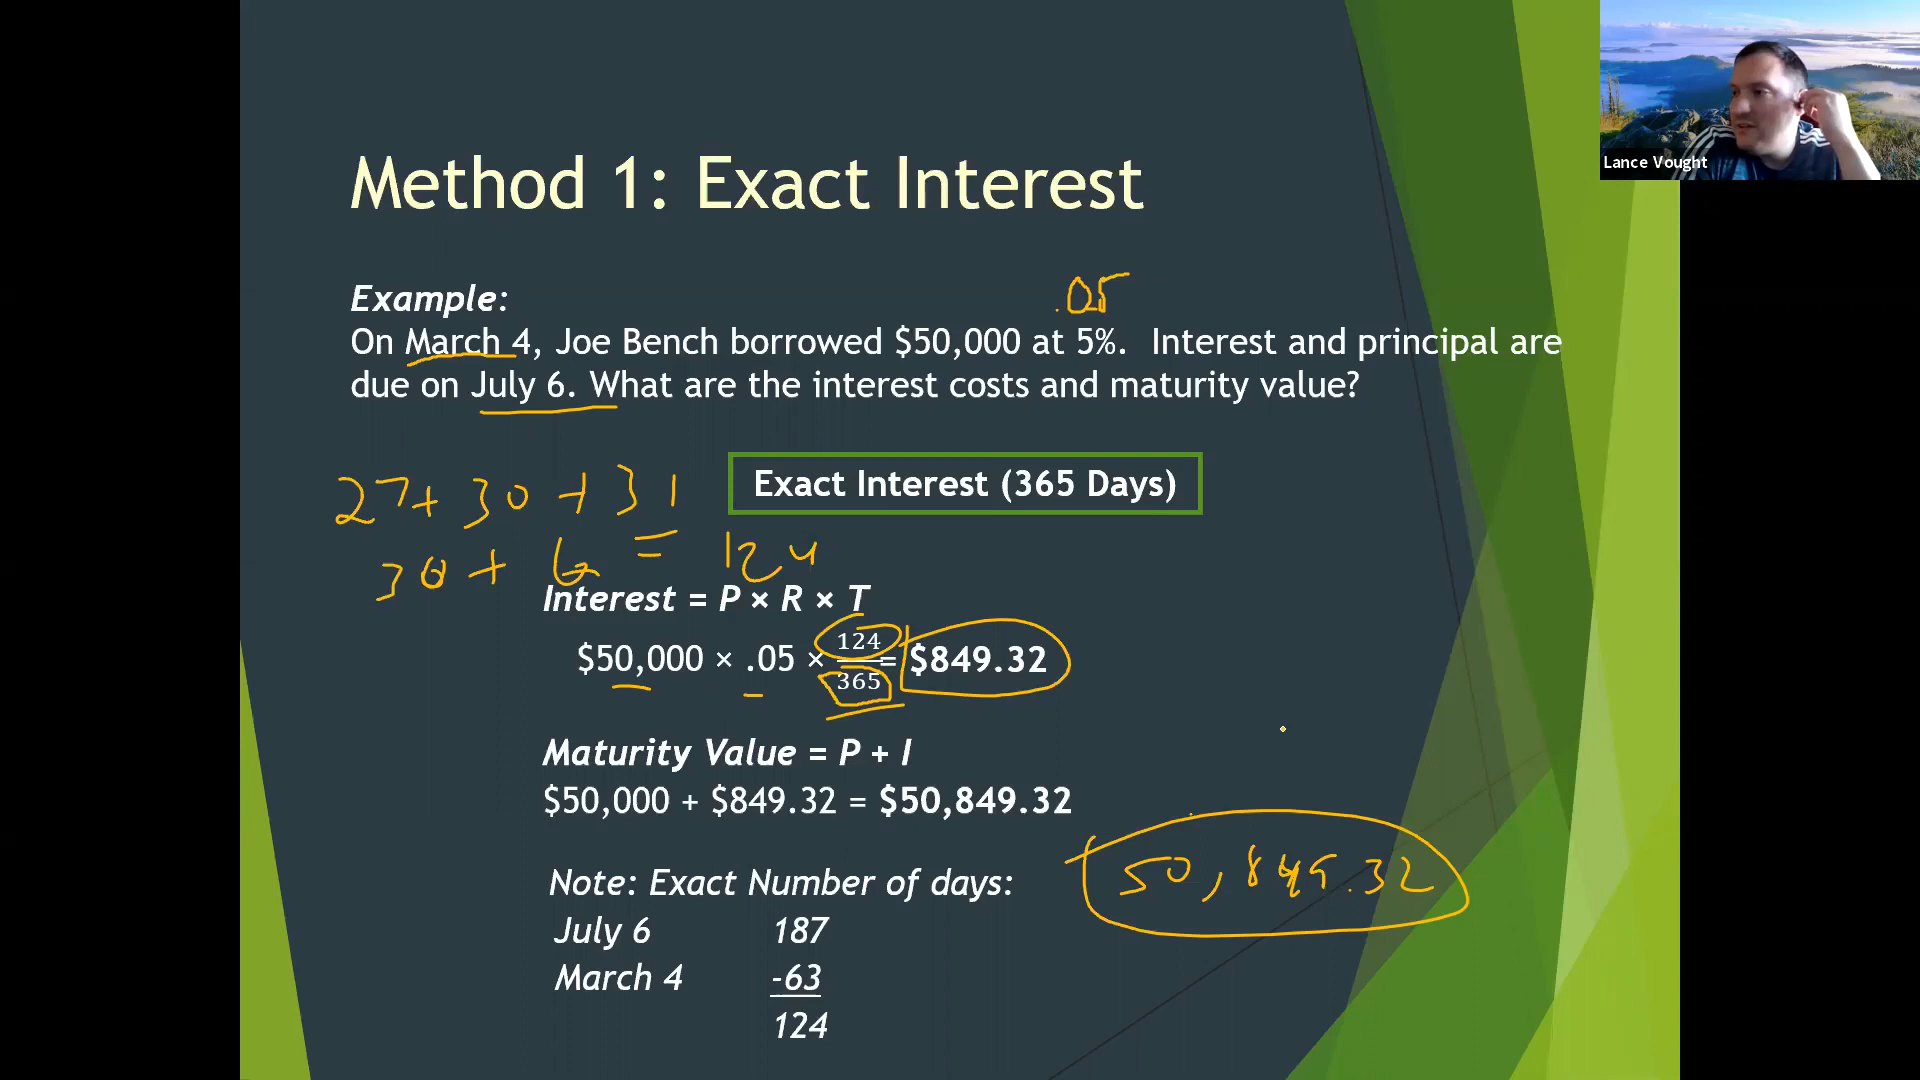 Lance Vought
Method 1: Exact Interest
.05
Example:
On March 4, Joe Bench borrowed $50,000 at 5%. Interest and principal are
due on July 6. What are the interest costs and maturity value?
Exact Interest (365 Days)
27 + 30 + 31
30 + 6 = 124
Interest = P × R × T
$50,000 × .05 × 124/365 = $849.32
Maturity Value = P + I
$50,000 + $849.32 = $50,849.32
50,849.32
Note: Exact Number of days:
July 6 187
March 4 -63
124